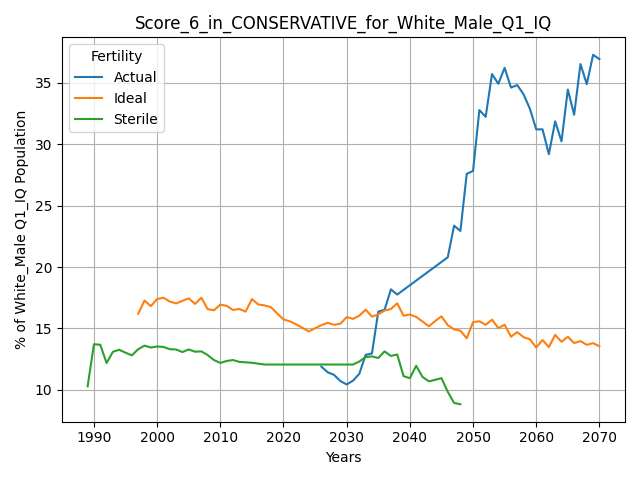 Score_6_in_CONSERVATIVE_for_White_Male_Q1_IQ
Fertility
Actual
Ideal
Sterile
% of White_Male Q1_IQ Population
35
30
25
20
15
10
1990 2000 2010 2020 2030 2040 2050 2060 2070
Years